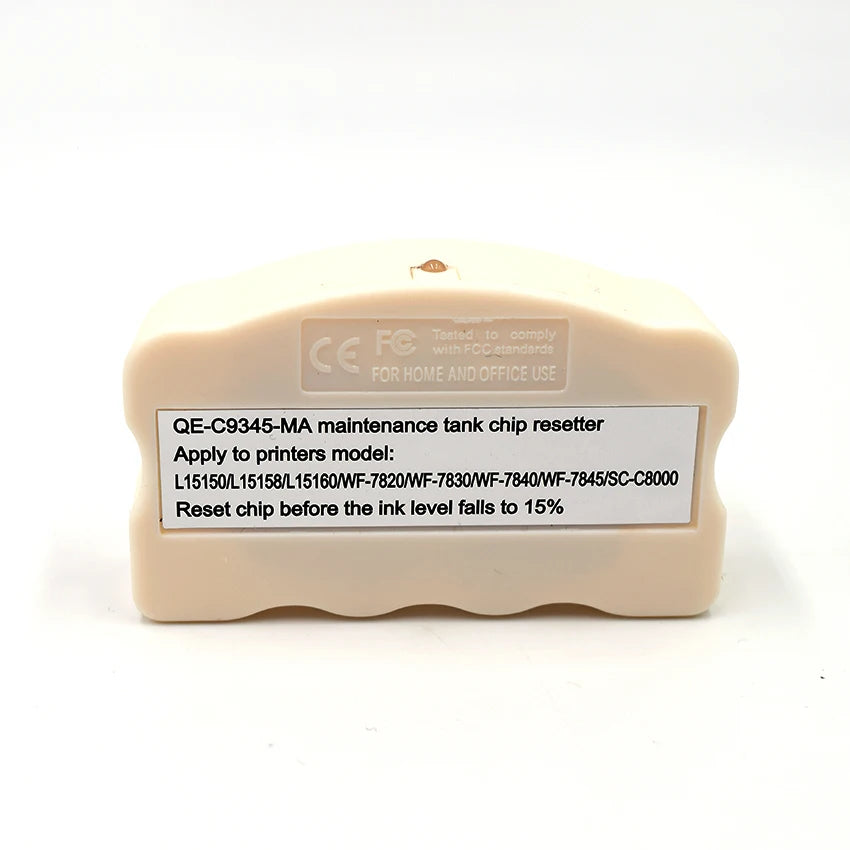 CE FC Tested to comply
with FCC standards
FOR HOME AND OFFICE USE
QE-C9345-MA maintenance tank chip resetter
Apply to printers model:
L15150/L15158/L15160/WF-7820/WF-7830/WF-7840/WF-7845/SC-C8000
Reset chip before the ink level falls to 15%